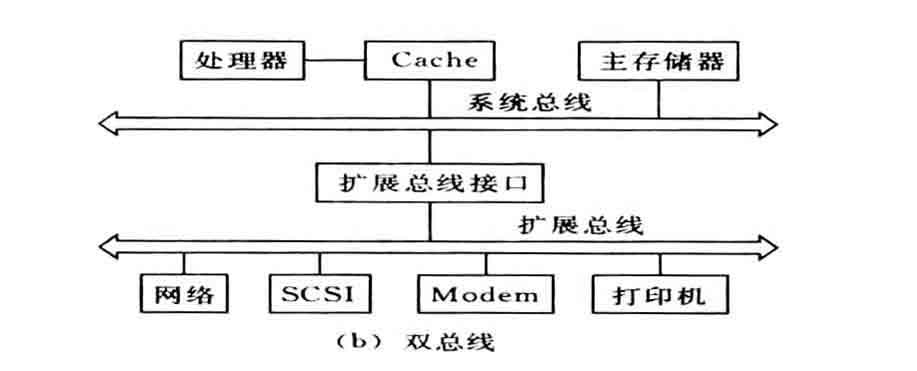 处理器 Cache 主存储器
系统总线
扩展总线接口
扩展总线
网络 SCSI Modem 打印机
(b) 双总线